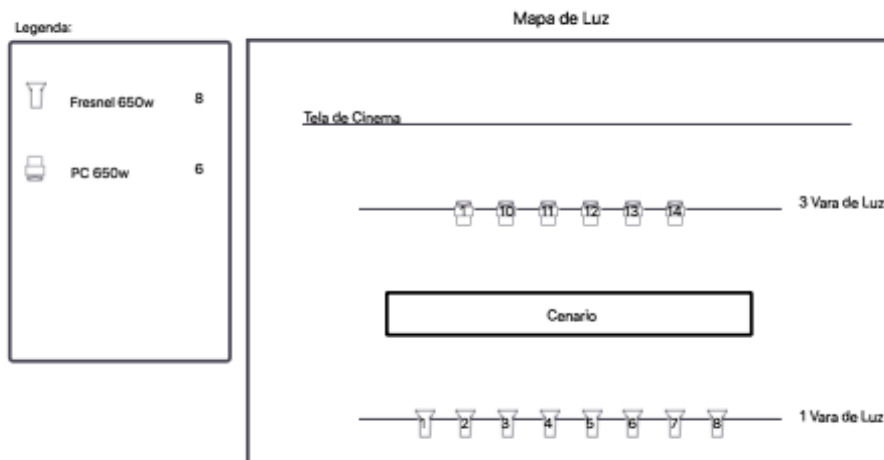 Mapa de Luz
Legenda:
Fresnel 650w 8
PC 650w 6
Tela de Cinema
1 10 11 12 13 14
3 Vara de Luz
Cenario
1 2 3 4 5 6 7 8
1 Vara de Luz